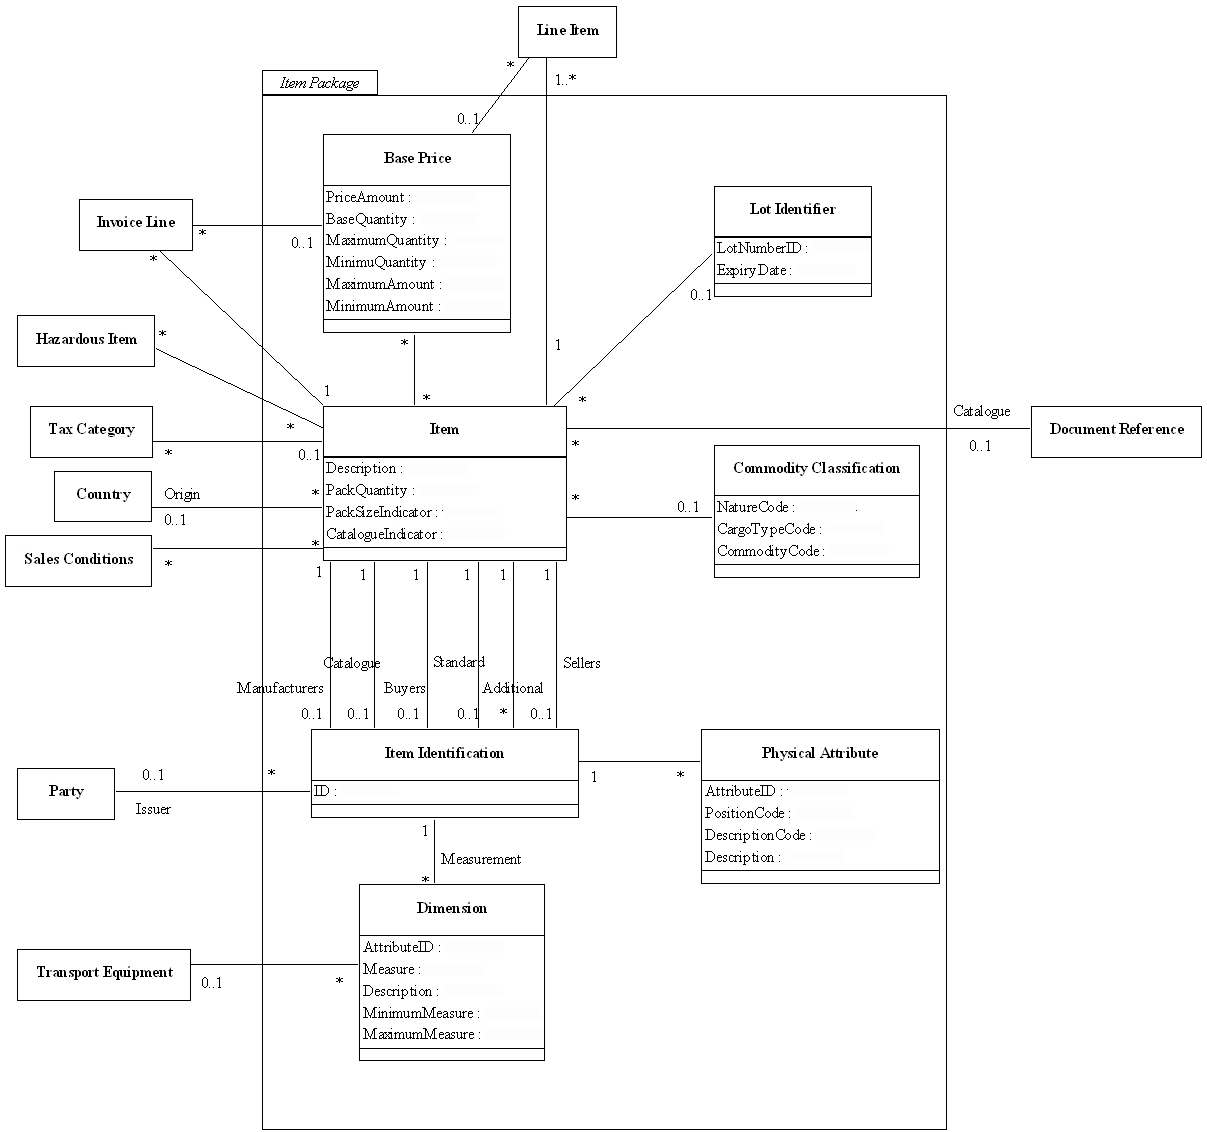 Line Item
*
1..*
Item Package
0..1
Base Price
PriceAmount :
BaseQuantity :
MaximumQuantity :
MinimuQuantity :
MaximumAmount :
MinimumAmount :
Lot Identifier
LotNumberID :
ExpiryDate :
Invoice Line
*
0..1
*
0..1
Hazardous Item
*
*
1
1
*
*
*
Tax Category
*
0..1
Item
Description :
PackQuantity :
PackSizeIndicator :
CatalogueIndicator :
*
Catalogue
0..1
Document Reference
Commodity Classification
NatureCode :
CargoTypeCode :
CommodityCode :
*
0..1
Country
Origin
*
0..1
Sales Conditions
*
*
1
1
1
1
1
1
Catalogue
Standard
Sellers
Manufacturers
Buyers
Additional
0..1
0..1
0..1
0..1
*
0..1
Item Identification
ID :
1
*
Physical Attribute
AttributeID :
PositionCode :
DescriptionCode :
Description :
Party
0..1
*
Issuer
1
Measurement
*
Dimension
AttributeID :
Measure :
Description :
MinimumMeasure :
MaximumMeasure :
Transport Equipment
0..1
*